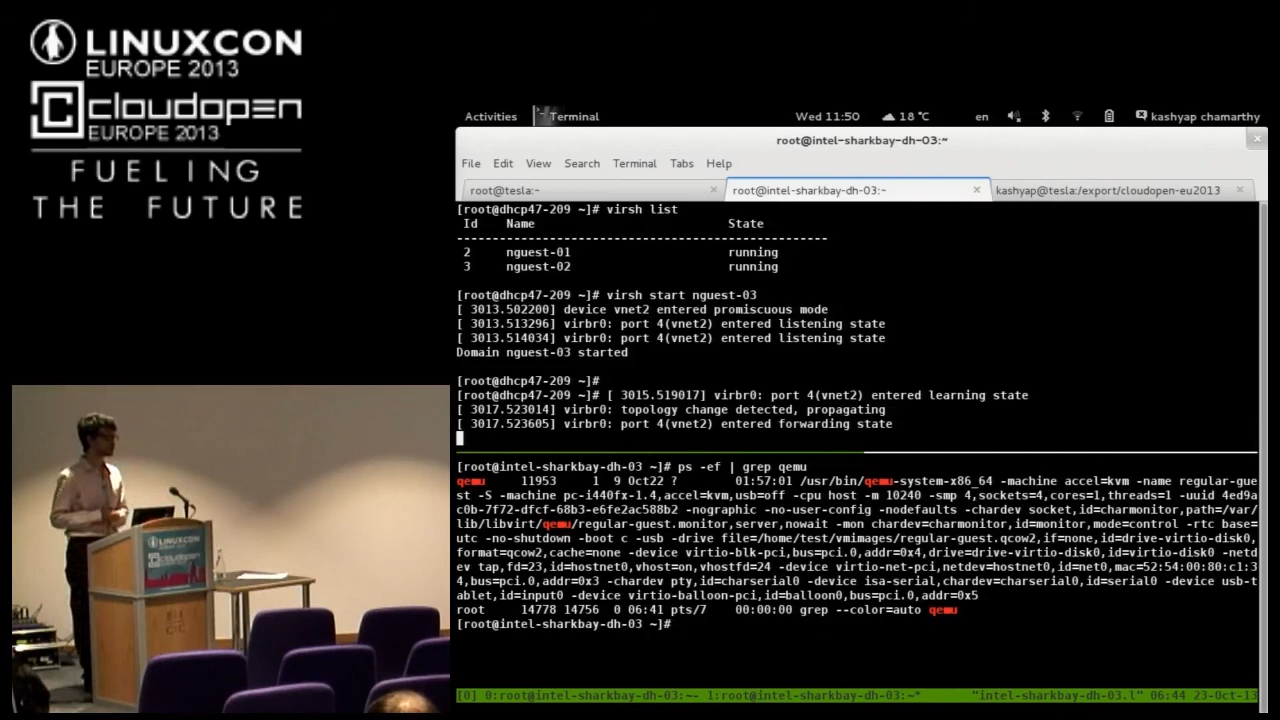 LINUXCON
EUROPE 2013
cloudopen
EUROPE 2013
FUELING
THE FUTURE
Activities Terminal Wed 11:50 18 °C en kashyap chamarthy
root@intel-sharkbay-dh-03:~
File Edit View Search Terminal Tabs Help
root@tesla:~ root@intel-sharkbay-dh-03:~ kashyap@tesla:/export/cloudopen-eu2013
[root@dhcp47-209 ~]# virsh list
Id Name State
----------------------------------------------------
2 nguest-01 running
3 nguest-02 running
[root@dhcp47-209 ~]# virsh start nguest-03
[ 3013.502200] device vnet2 entered promiscuous mode
[ 3013.513296] virbr0: port 4(vnet2) entered listening state
[ 3013.514034] virbr0: port 4(vnet2) entered listening state
Domain nguest-03 started
[root@dhcp47-209 ~]#
[root@dhcp47-209 ~]# [ 3015.519017] virbr0: port 4(vnet2) entered learning state
[ 3017.523014] virbr0: topology change detected, propagating
[ 3017.523605] virbr0: port 4(vnet2) entered forwarding state
[root@intel-sharkbay-dh-03 ~]# ps -ef | grep qemu
qemu 11953 1 9 Oct22 ? 01:57:01 /usr/bin/qemu-system-x86_64 -machine accel=kvm -name regular-gue
st -S -machine pc-i440fx-1.4,accel=kvm,usb=off -cpu host -m 10240 -smp 4,sockets=4,cores=1,threads=1 -uuid 4ed9a
c0b-7f72-dfcf-68b3-e6fe2ac588b2 -nographic -no-user-config -nodefaults -chardev socket,id=charmonitor,path=/var/
lib/libvirt/qemu/regular-guest.monitor,server,nowait -mon chardev=charmonitor,id=monitor,mode=control -rtc base=
utc -no-shutdown -boot c -usb -drive file=/home/test/vmimages/regular-guest.qcow2,if=none,id=drive-virtio-disk0,
format=qcow2,cache=none -device virtio-blk-pci,bus=pci.0,addr=0x4,drive=drive-virtio-disk0,id=virtio-disk0 -netd
ev tap,fd=23,id=hostnet0,vhost=on,vhostfd=24 -device virtio-net-pci,netdev=hostnet0,id=net0,mac=52:54:00:80:c1:3
4,bus=pci.0,addr=0x3 -chardev pty,id=charserial0 -device isa-serial,chardev=charserial0,id=serial0 -device usb-t
ablet,id=input0 -device virtio-balloon-pci,id=balloon0,bus=pci.0,addr=0x5
root 14778 14756 0 06:41 pts/7 00:00:00 grep --color=auto qemu
[root@intel-sharkbay-dh-03 ~]#
[0] 0:root@intel-sharkbay-dh-03:~- 1:root@intel-sharkbay-dh-03:~* "intel-sharkbay-dh-03.l" 06:44 23-Oct-13